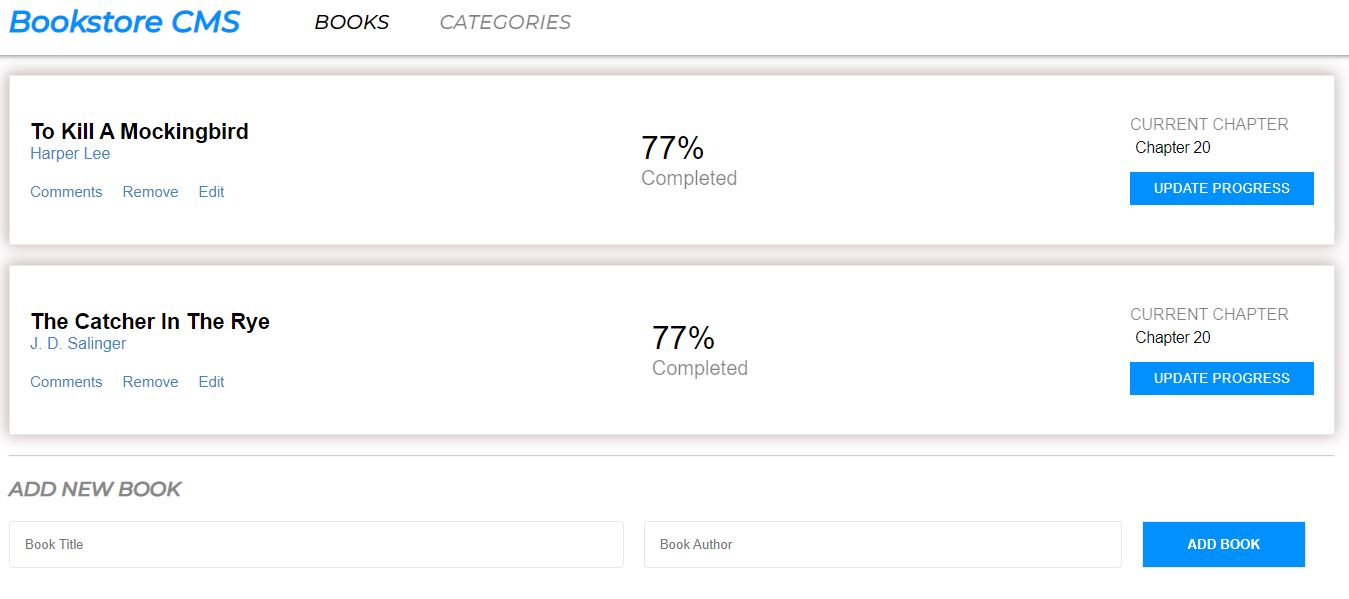 Bookstore CMS BOOKS CATEGORIES
To Kill A Mockingbird
Harper Lee
Comments Remove Edit
77%
Completed
CURRENT CHAPTER
Chapter 20
UPDATE PROGRESS
The Catcher In The Rye
J. D. Salinger
Comments Remove Edit
77%
Completed
CURRENT CHAPTER
Chapter 20
UPDATE PROGRESS
ADD NEW BOOK
Book Title Book Author ADD BOOK